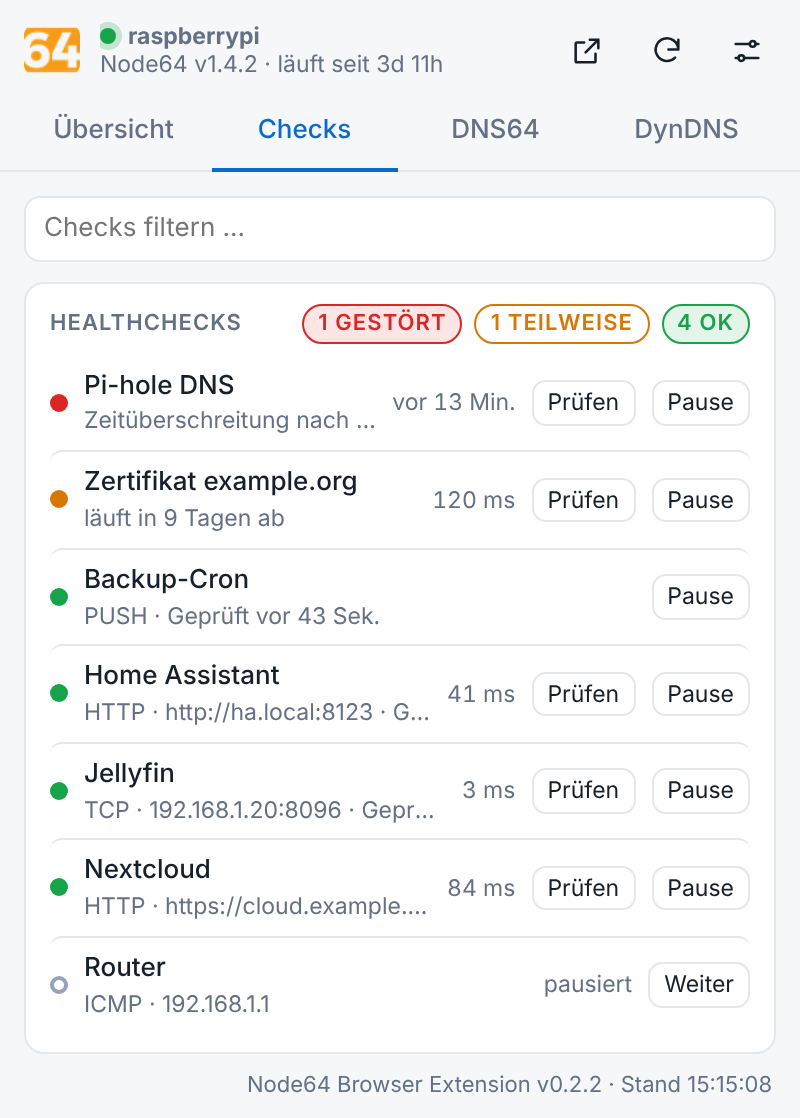 64
raspberrypi
Node64 v1.4.2 · läuft seit 3d 11h
Übersicht
Checks
DNS64
DynDNS
Checks filtern ...
HEALTHCHECKS
1 GESTÖRT
1 TEILWEISE
4 OK
Pi-hole DNS
Zeitüberschreitung nach ...
vor 13 Min.
Prüfen
Pause
Zertifikat example.org
läuft in 9 Tagen ab
120 ms
Prüfen
Pause
Backup-Cron
PUSH · Geprüft vor 43 Sek.
Pause
Home Assistant
HTTP · http://ha.local:8123 · G...
41 ms
Prüfen
Pause
Jellyfin
TCP · 192.168.1.20:8096 · Gepr...
3 ms
Prüfen
Pause
Nextcloud
HTTP · https://cloud.example....
84 ms
Prüfen
Pause
Router
ICMP · 192.168.1.1
pausiert
Weiter
Node64 Browser Extension v0.2.2 · Stand 15:15:08